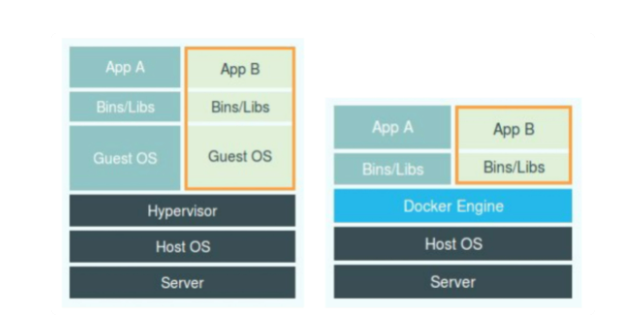 App A
App B
Bins/Libs
Bins/Libs
Guest OS
Guest OS
Hypervisor
Host OS
Server
App A
App B
Bins/Libs
Bins/Libs
Docker Engine
Host OS
Server